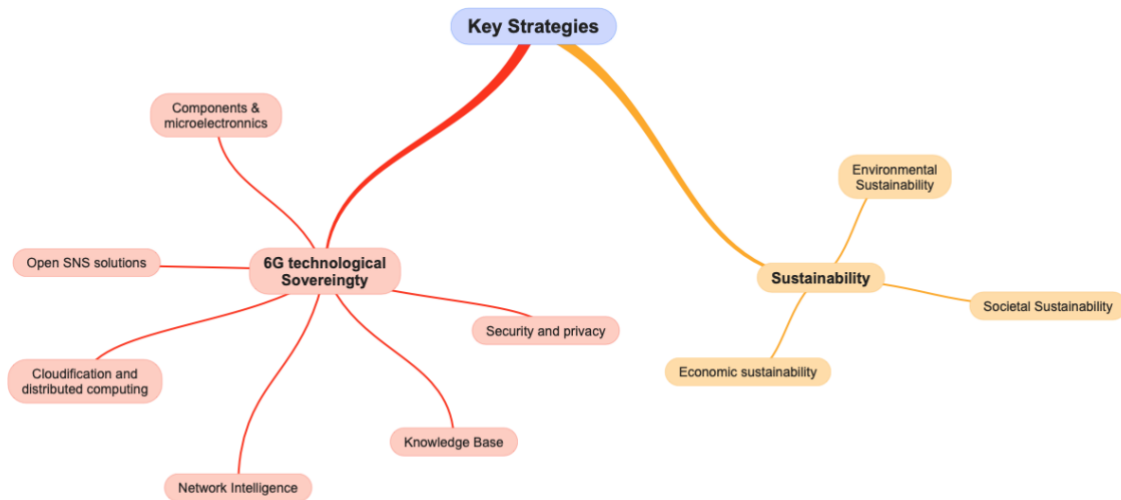 Key Strategies
Components &
microelectronnics
Environmental
Sustainability
Open SNS solutions
6G technological
Sovereingty
Sustainability
Societal Sustainability
Security and privacy
Cloudification and
distributed computing
Economic sustainability
Knowledge Base
Network Intelligence